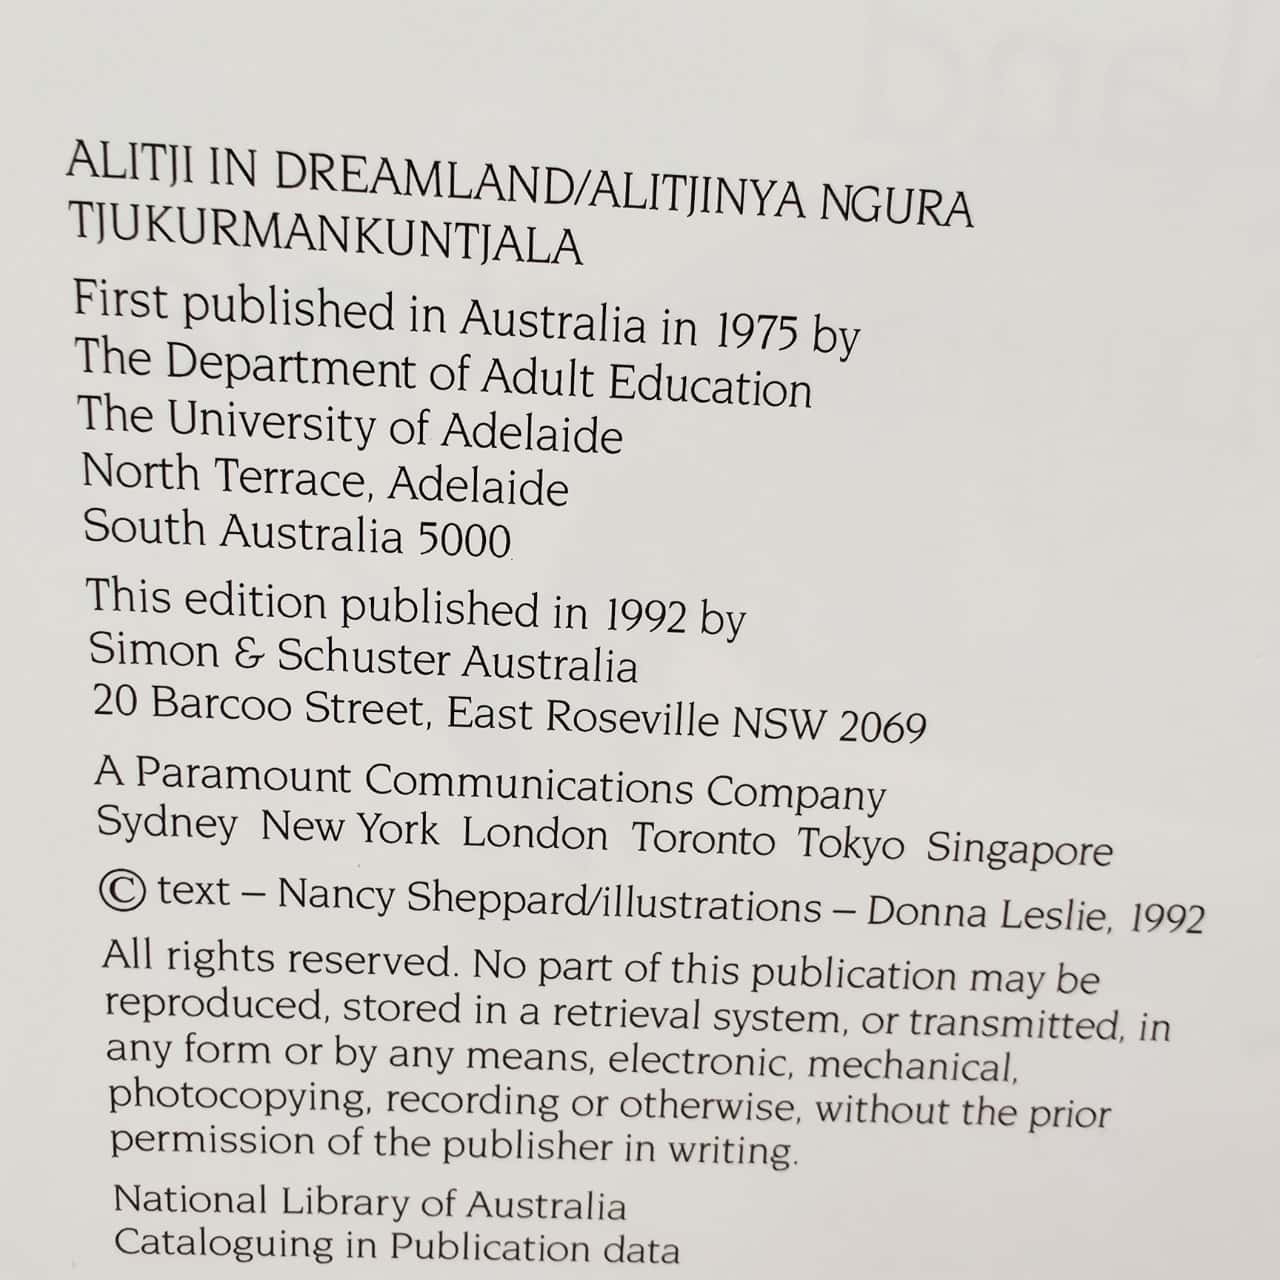 ALITJI IN DREAMLAND/ALITJINYA NGURA
TJUKURMANKUNTJALA
First published in Australia in 1975 by
The Department of Adult Education
The University of Adelaide
North Terrace, Adelaide
South Australia 5000
This edition published in 1992 by
Simon & Schuster Australia
20 Barcoo Street, East Roseville NSW 2069
A Paramount Communications Company
Sydney New York London Toronto Tokyo Singapore
© text – Nancy Sheppard/illustrations – Donna Leslie, 1992
All rights reserved. No part of this publication may be
reproduced, stored in a retrieval system, or transmitted, in
any form or by any means, electronic, mechanical,
photocopying, recording or otherwise, without the prior
permission of the publisher in writing.
National Library of Australia
Cataloguing in Publication data